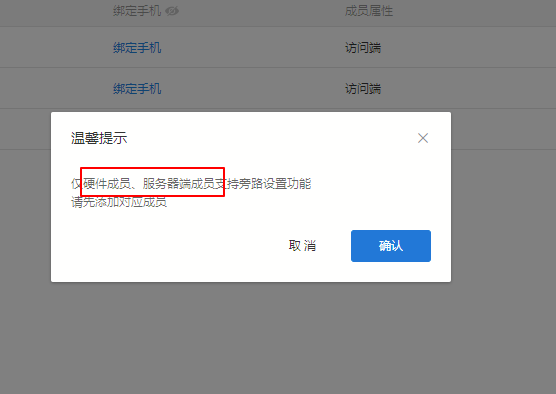 绑定手机
成员属性
绑定手机
访问端
绑定手机
访问端
温馨提示
仅硬件成员、服务器端成员支持旁路设置功能
请先添加对应成员
取消
确认